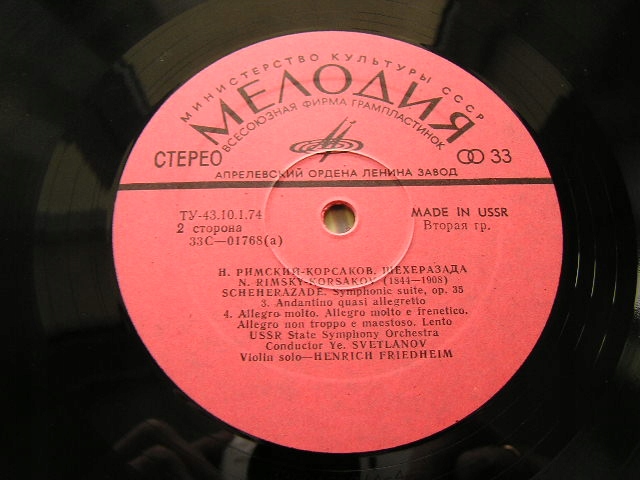 МИНИСТЕРСТВО КУЛЬТУРЫ СССР
МЕЛОДИЯ
ВСЕСОЮЗНАЯ ФИРМА ГРАМПЛАСТИНОК
СТЕРЕО
33
АПРЕЛЕВСКИЙ ОРДЕНА ЛЕНИНА ЗАВОД
ТУ-43.10.1.74
MADE IN USSR
2 сторона
Вторая гр.
33С—01768(а)
Н. РИМСКИЙ-КОРСАКОВ. ШЕХЕРАЗАДА
N. RIMSKY-KORSAKOV (1844—1908)
SCHEHERAZADE. Symphonic suite, op. 35
3. Andantino quasi allegretto
4. Allegro molto. Allegro molto e frenetico.
Allegro non troppo e maestoso. Lento
USSR State Symphony Orchestra
Conductor Ye. SVETLANOV
Violin solo—HENRICH FRIEDHEIM